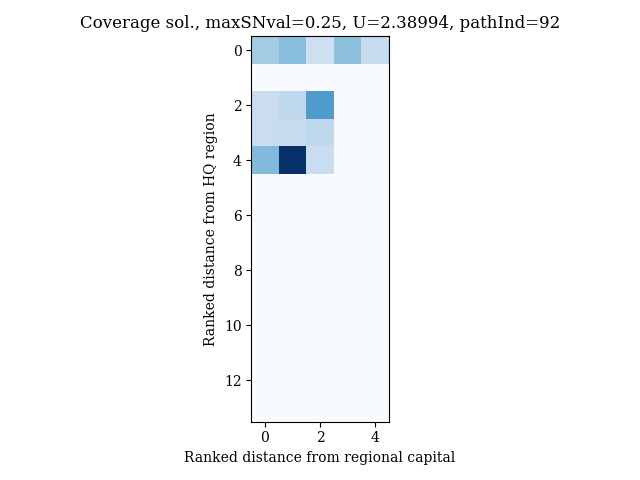 Coverage sol., maxSNval=0.25, U=2.38994, pathInd=92
0
2
4
6
8
10
12
Ranked distance from HQ region
0 2 4
Ranked distance from regional capital